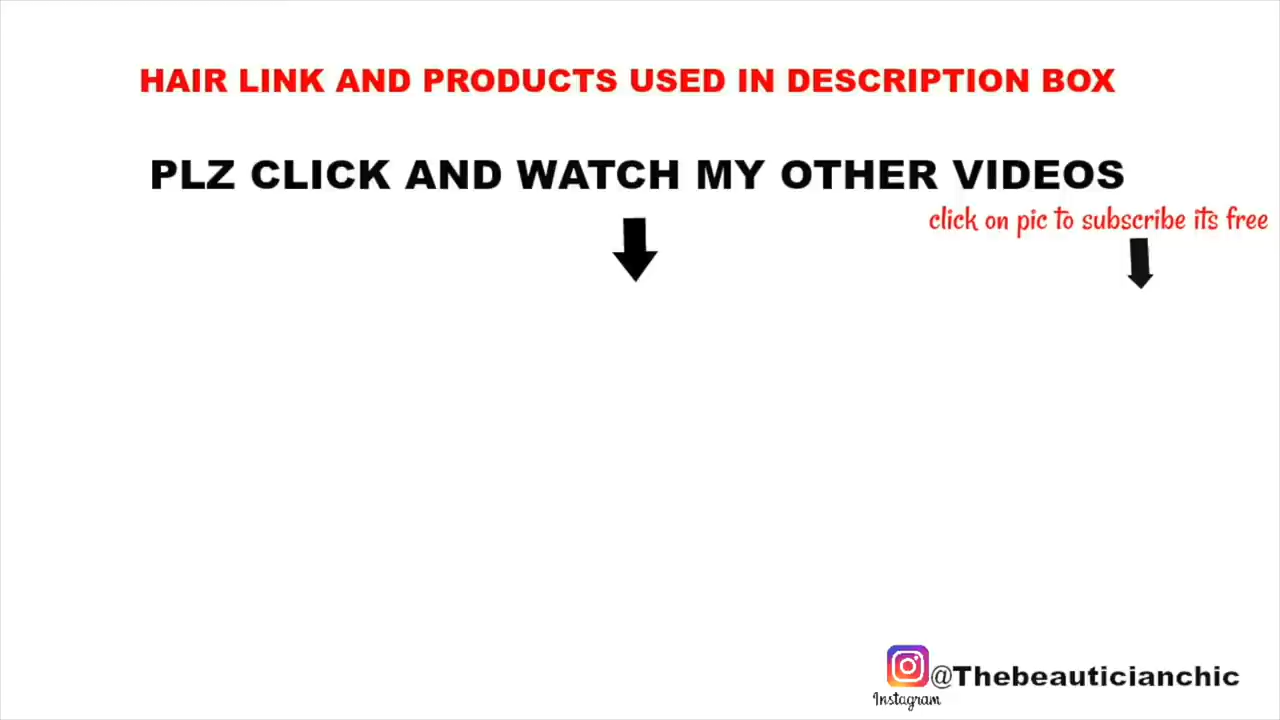 HAIR LINK AND PRODUCTS USED IN DESCRIPTION BOX
PLZ CLICK AND WATCH MY OTHER VIDEOS
click on pic to subscribe its free
@Thebeauticianchic
Instagram